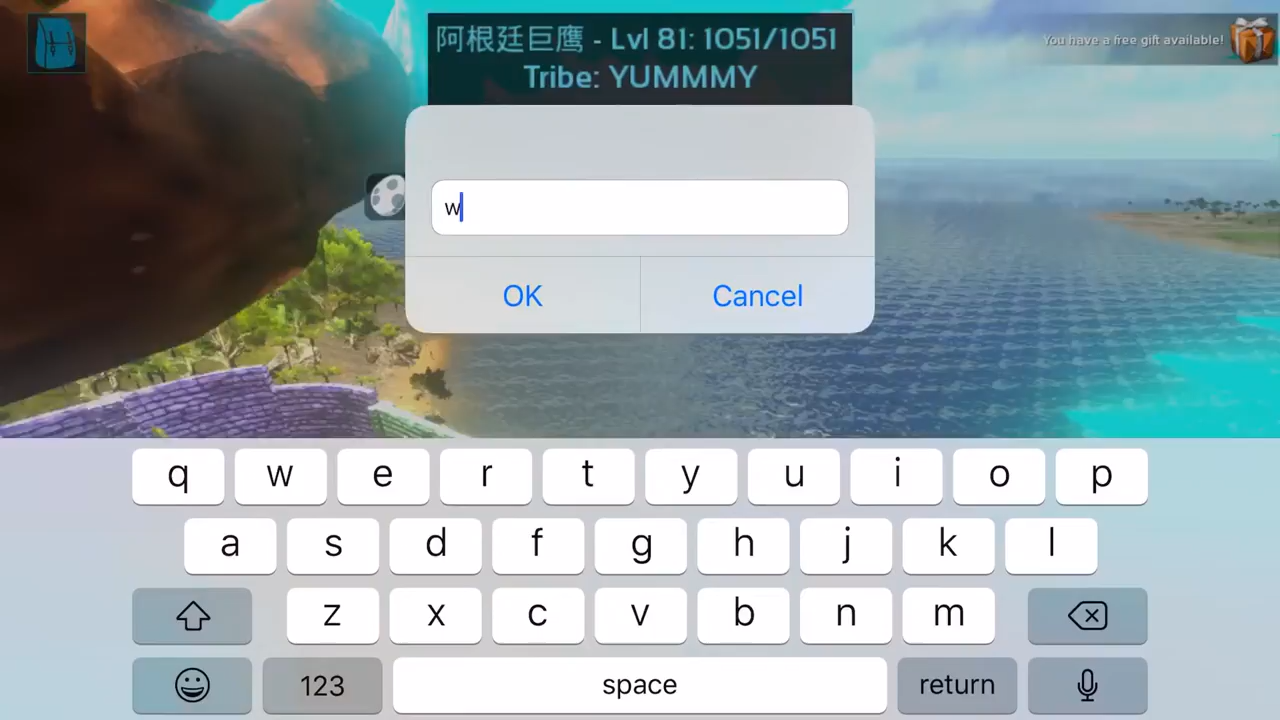 阿根廷巨鹰 - Lvl 81: 1051/1051
Tribe: YUMMMY
You have a free gift available!
w
OK Cancel
q w e r t y u i o p
a s d f g h j k l
z x c v b n m
123 space return